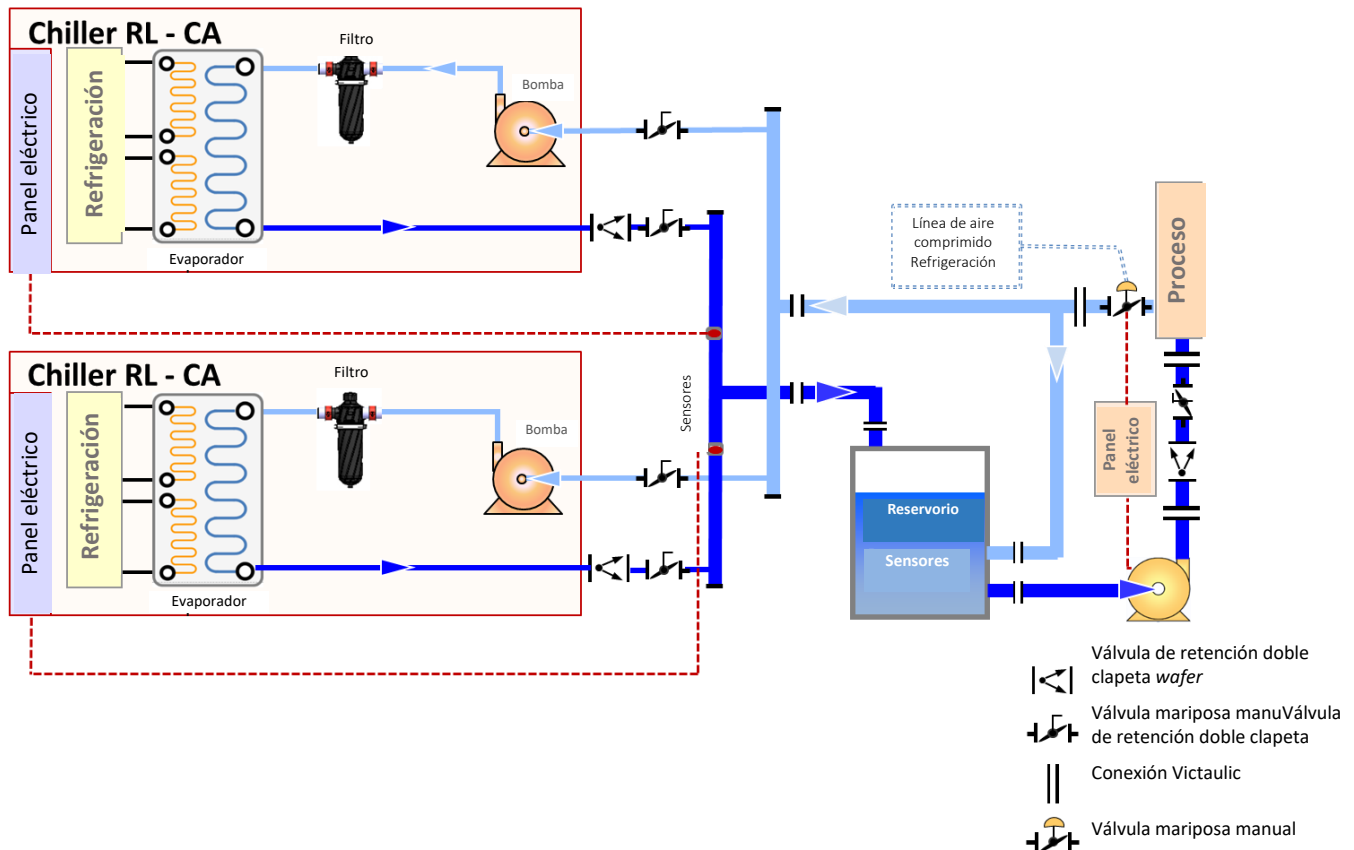 Chiller RL - CA
Filtro
Bomba
Panel eléctrico
Refrigeración
Evaporador
Línea de aire
comprimido
Refrigeración
Proceso
Chiller RL - CA
Filtro
Bomba
Sensores
Panel eléctrico
Refrigeración
Evaporador
Panel
eléctrico
Reservorio
Sensores
Válvula de retención doble
clapeta wafer
Válvula mariposa manuVálvula
de retención doble clapeta
Conexión Victaulic
Válvula mariposa manual